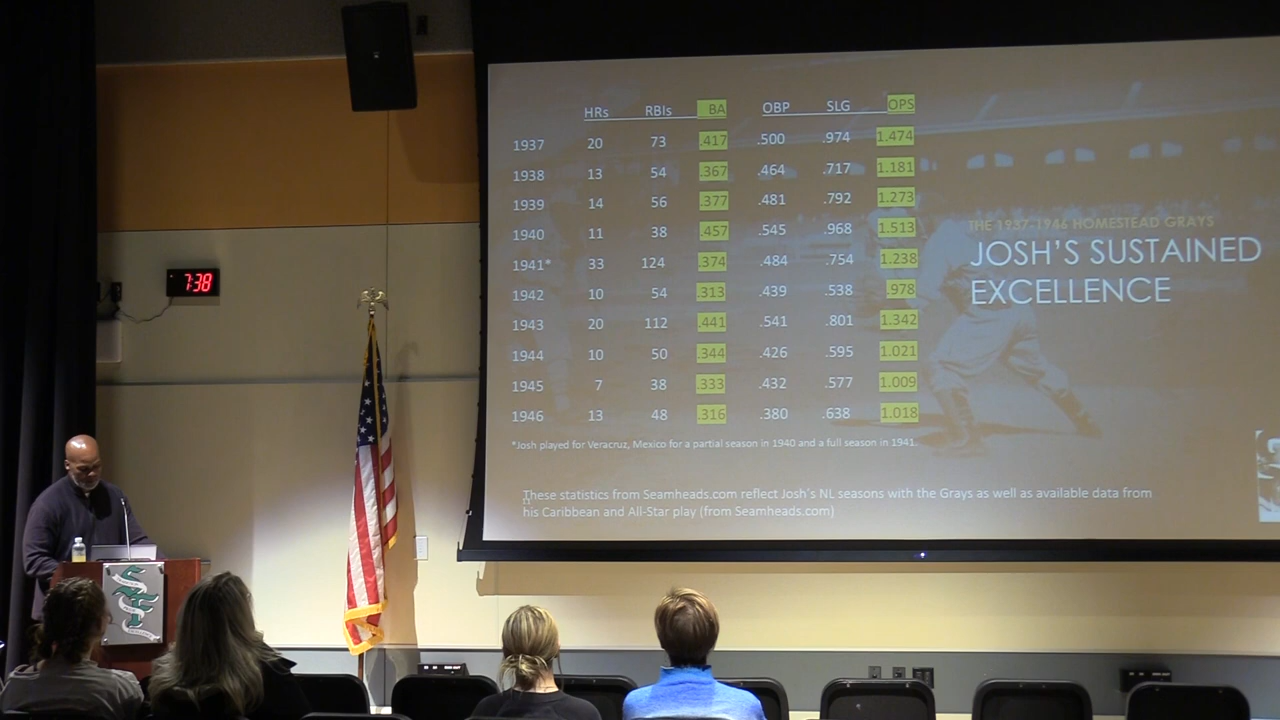 HRs RBIs BA OBP SLG OPS
1937 20 73 .417 .500 .974 1.474
1938 13 54 .367 .464 .717 1.181
1939 14 56 .377 .481 .792 1.273
1940 11 38 .457 .545 .968 1.513
1941* 33 124 .374 .484 .754 1.238
1942 10 54 .313 .439 .538 .978
1943 20 112 .441 .541 .801 1.342
1944 10 50 .344 .426 .595 1.021
1945 7 38 .333 .432 .577 1.009
1946 13 48 .316 .380 .638 1.018
*Josh played for Veracruz, Mexico for a partial season in 1940 and a full season in 1941.
These statistics from Seamheads.com reflect Josh's NL seasons with the Grays as well as available data from
his Caribbean and All-Star play (from Seamheads.com)
THE 1937-1946 HOMESTEAD GRAYS
JOSH'S SUSTAINED
EXCELLENCE
7:38